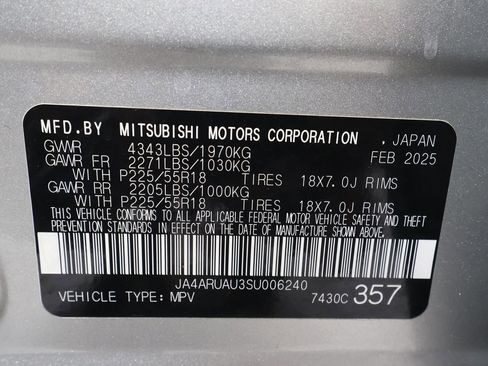 MFD.BY MITSUBISHI MOTORS CORPORATION , JAPAN
GVWR 4343LBS/1970KG FEB 2025
GAWR FR 2271LBS/1030KG
WITH P225/55R18 TIRES 18X7.0J RIMS
GAWR RR 2205LBS/1000KG
WITH P225/55R18 TIRES 18X7.0J RIMS
THIS VEHICLE CONFORMS TO ALL APPLICABLE FEDERAL MOTOR VEHICLE SAFETY AND THEFT
PREVENTION STANDARDS IN EFFECT ON THE DATE OF MANUFACTURE SHOWN ABOVE.
JA4ARUAU3SU006240
VEHICLE TYPE: MPV 7430C 357